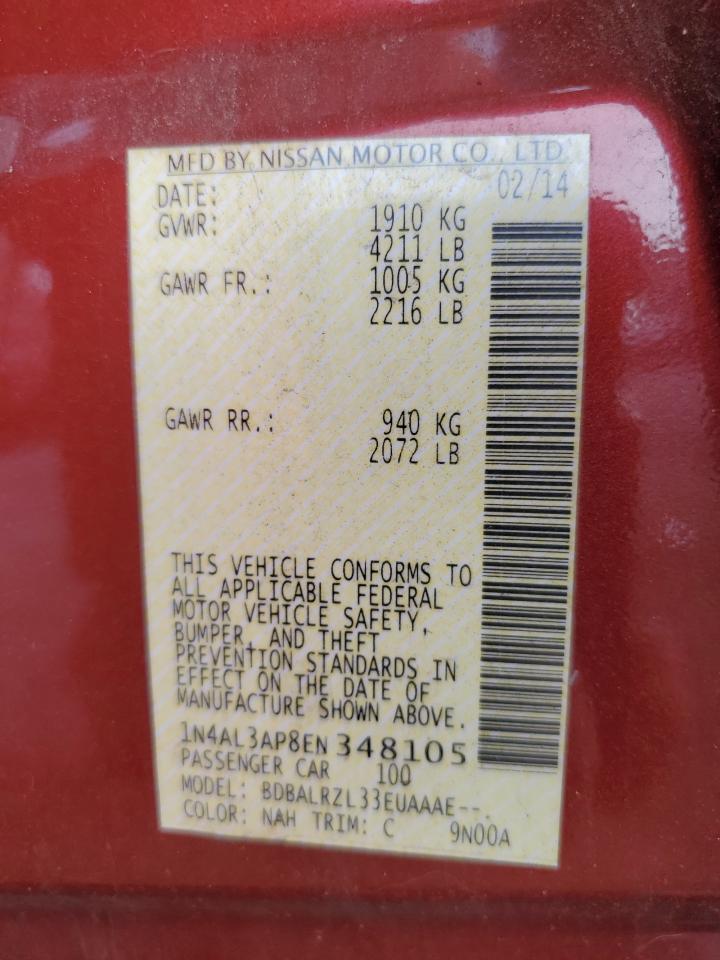 MFD BY NISSAN MOTOR CO., LTD.
DATE: 02/14
GVWR: 1910 KG
4211 LB
GAWR FR.: 1005 KG
2216 LB
GAWR RR.: 940 KG
2072 LB
THIS VEHICLE CONFORMS TO
ALL APPLICABLE FEDERAL
MOTOR VEHICLE SAFETY,
BUMPER, AND THEFT
PREVENTION STANDARDS IN
EFFECT ON THE DATE OF
MANUFACTURE SHOWN ABOVE.
1N4AL3AP8EN 348105
PASSENGER CAR 100
MODEL: BDBALRZL33EUAAAE--
COLOR: NAH TRIM: C 9N00A